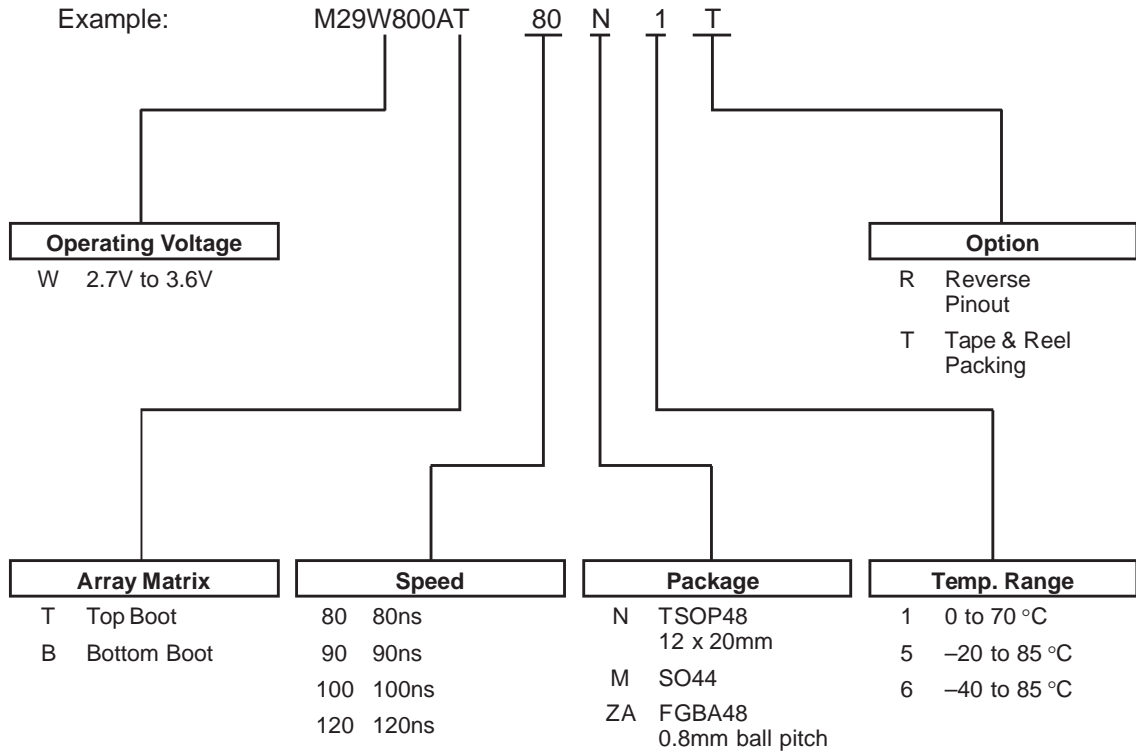 Example: M29W800AT 80 N 1 T
Operating Voltage
W 2.7V to 3.6V
Option
R Reverse
Pinout
T Tape & Reel
Packing
Array Matrix
T Top Boot
B Bottom Boot
Speed
80 80ns
90 90ns
100 100ns
120 120ns
Package
N TSOP48
12 x 20mm
M SO44
ZA FGBA48
0.8mm ball pitch
Temp. Range
1 0 to 70 °C
5 –20 to 85 °C
6 –40 to 85 °C